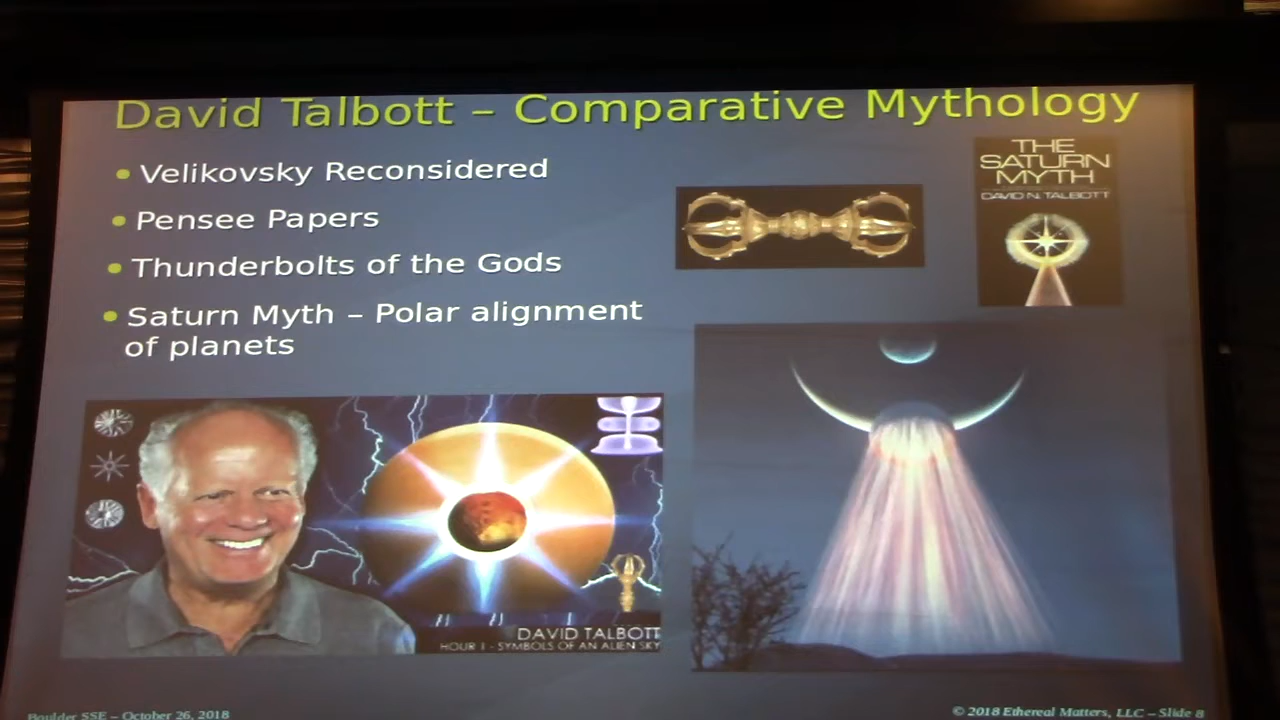 David Talbott – Comparative Mythology
Velikovsky Reconsidered
Pensee Papers
Thunderbolts of the Gods
Saturn Myth – Polar alignment
of planets
THE
SATURN
MYTH
DAVID N. TALBOTT
DAVID TALBOTT
HOUR 1 - SYMBOLS OF AN ALIEN SKY
Boulder SSE – October 26, 2018
© 2018 Ethereal Matters, LLC – Slide 8